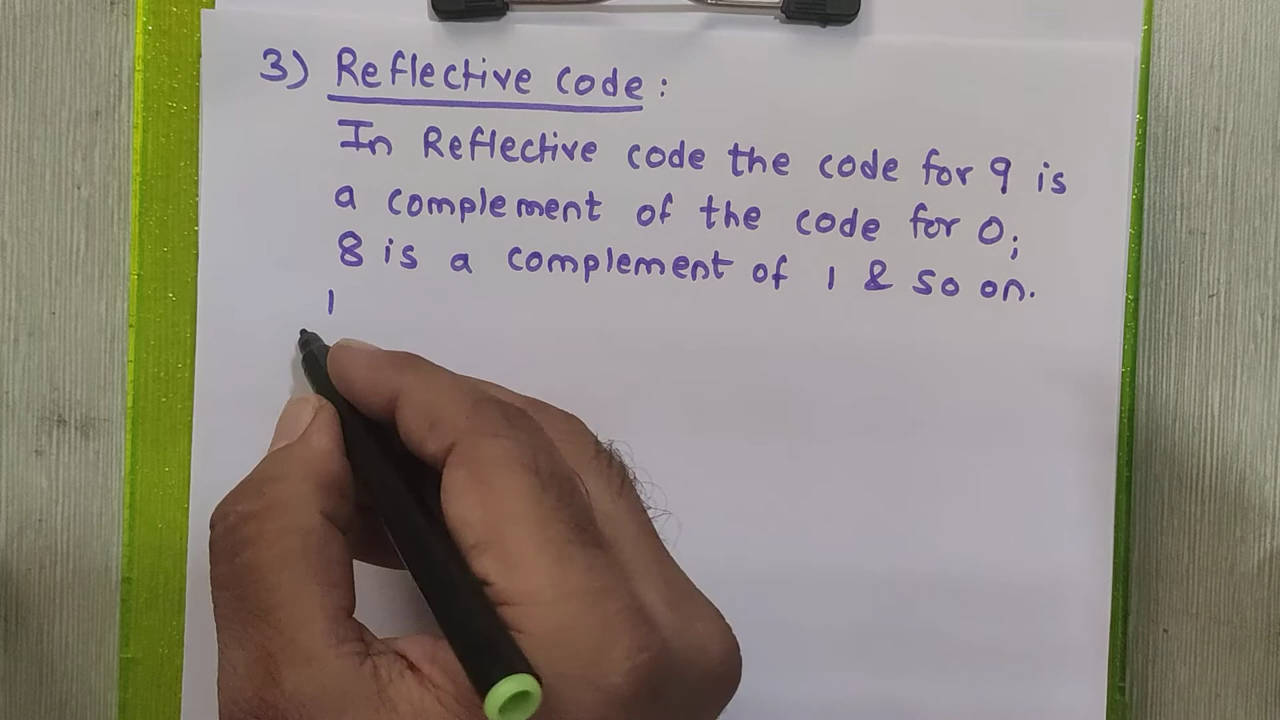 3) Reflective code:
In Reflective code the code for 9 is
a complement of the code for 0;
8 is a complement of 1 & so on.
1